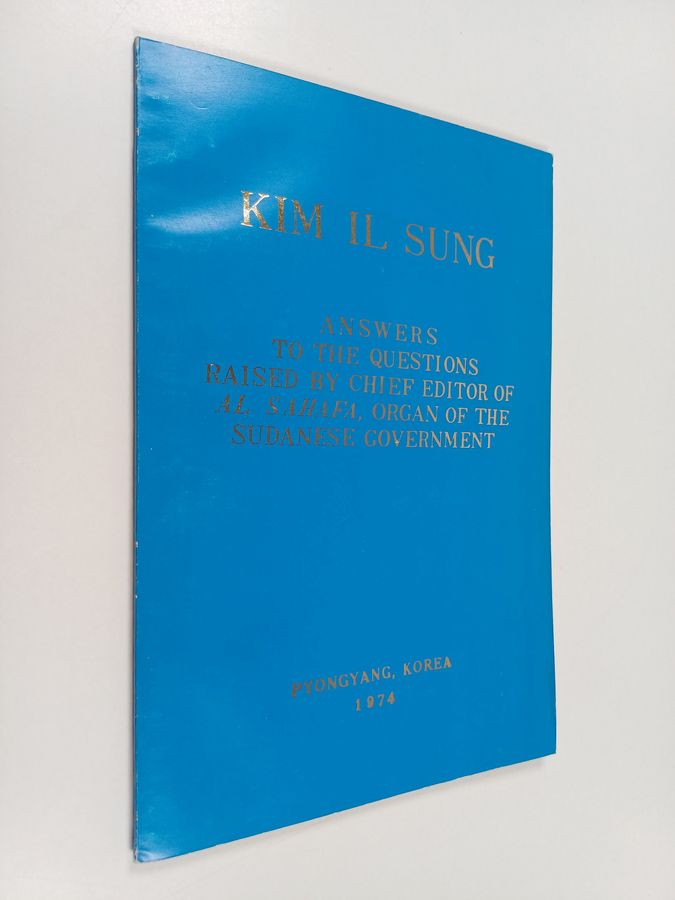 KIM IL SUNG
ANSWERS
TO THE QUESTIONS
RAISED BY CHIEF EDITOR OF
AL SAHAFA, ORGAN OF THE
SUDANESE GOVERNMENT
PYONGYANG, KOREA
1974